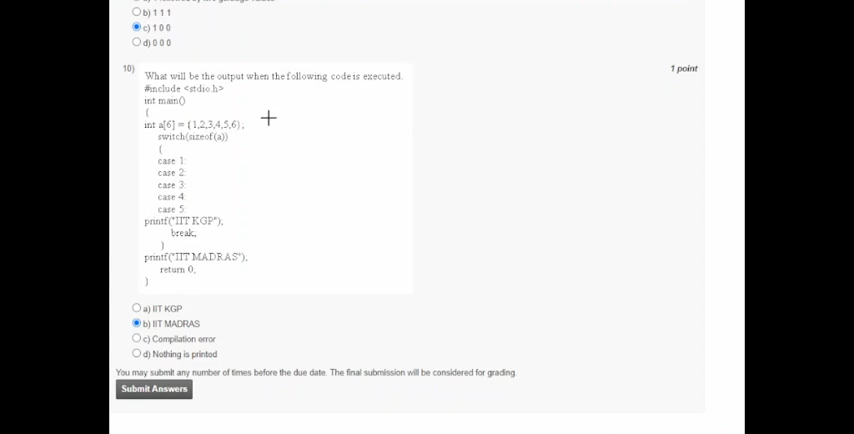 b) 1 1 1
c) 1 0 0
d) 0 0 0
10)
1 point
What will be the output when the following code is executed.
#include <stdio.h>
int main()
{
int a[6] = {1,2,3,4,5,6};
switch(sizeof(a))
{
case 1:
case 2:
case 3:
case 4:
case 5:
printf("IIT KGP");
break;
}
printf("IIT MADRAS");
return 0;
}
a) IIT KGP
b) IIT MADRAS
c) Compilation error
d) Nothing is printed
You may submit any number of times before the due date. The final submission will be considered for grading.
Submit Answers